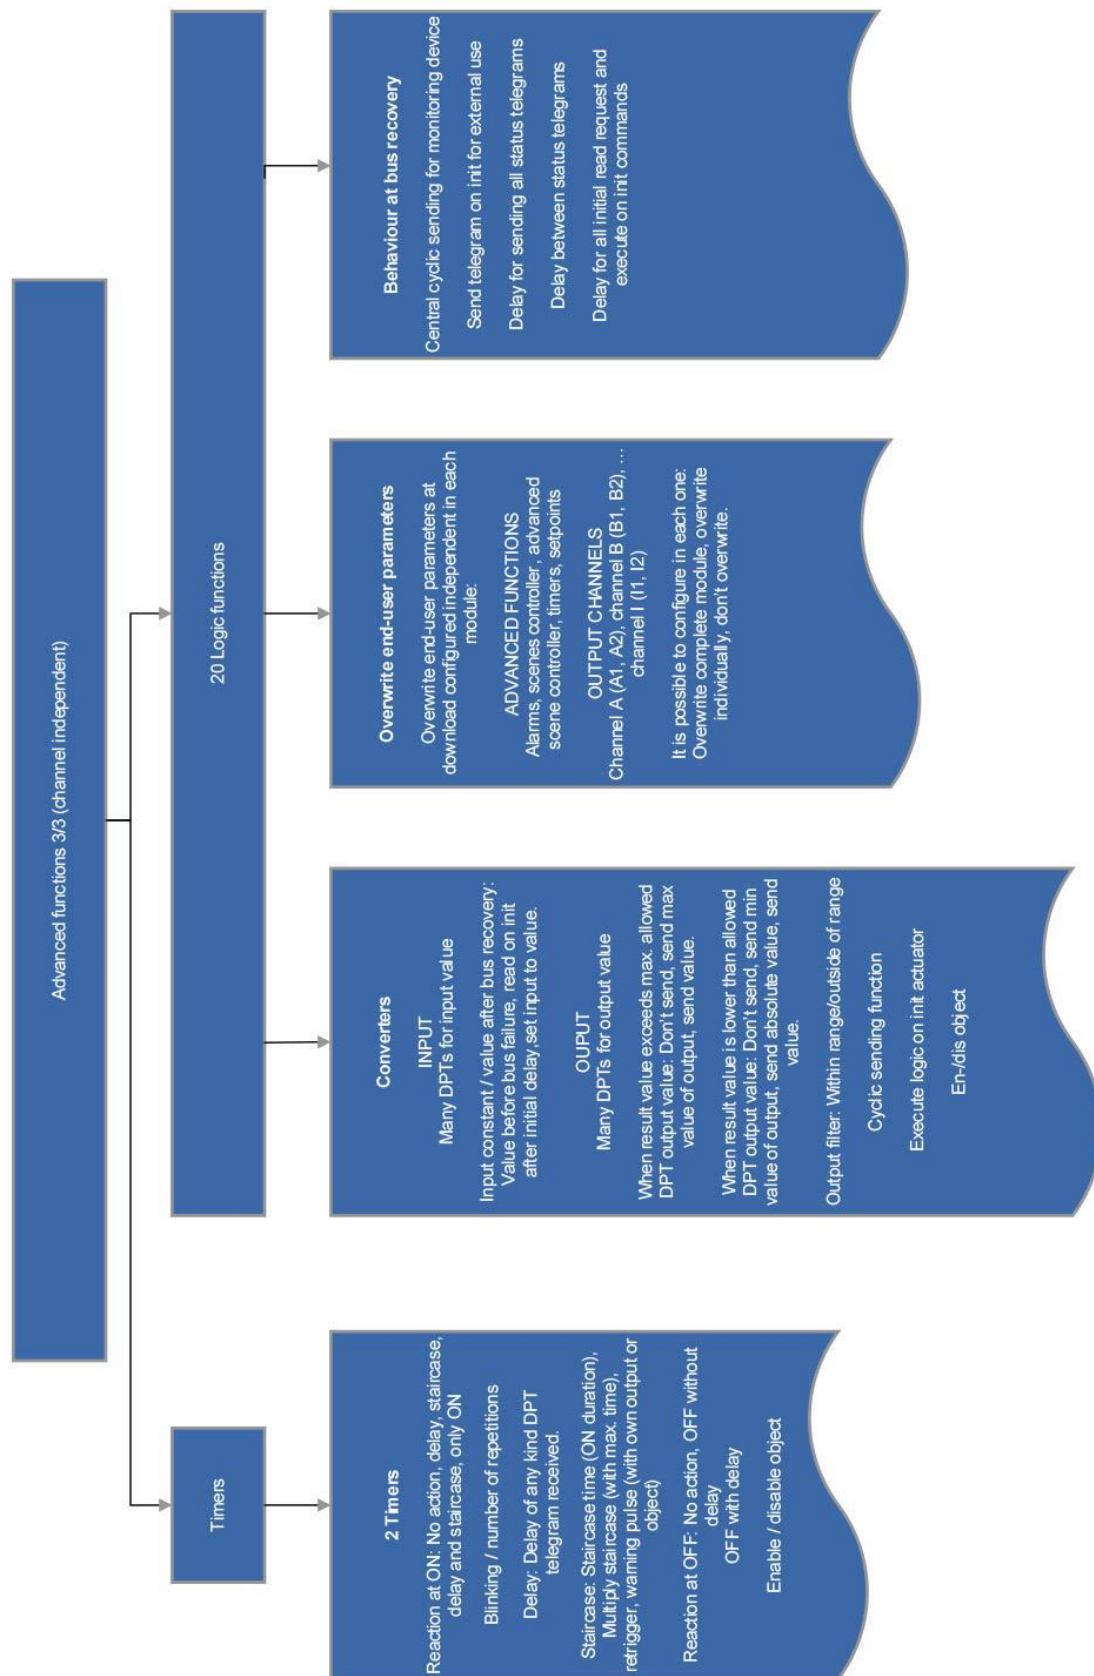 Advanced functions 3/3 (channel independent)
Timers
20 Logic functions
2 Timers
Reaction at ON: No action, delay, staircase,
delay and staircase, only ON
Blinking / number of repetitions
Delay: Delay of any kind DPT
telegram received.
Staircase: Staircase time (ON duration),
Multiply staircase (with max. time),
retrigger, warning pulse (with own output or
object)
Reaction at OFF: No action, OFF without
delay
OFF with delay
Enable / disable object
Converters
INPUT
Many DPTs for input value
Input constant / value after bus recovery:
Value before bus failure, read on init
after initial delay,set input to value.
OUPUT
Many DPTs for output value
When result value exceeds max. allowed
DPT output value: Don't send, send max
value of output, send value.
When result value is lower than allowed
DPT output value: Don't send, send min
value of output, send absolute value, send
value.
Output filter: Within range/outside of range
Cyclic sending function
Execute logic on init actuator
En-/dis object
Overwrite end-user parameters
Overwrite end-user parameters at
download configured independent in each
module:
ADVANCED FUNCTIONS
Alarms, scenes controller, advanced
scene controller, timers, setpoints
OUTPUT CHANNELS
Channel A (A1, A2), channel B (B1, B2), …
channel I (I1, I2)
It is possible to configure in each one:
Overwrite complete module, overwrite
individually, don't overwrite.
Behaviour at bus recovery
Central cyclic sending for monitoring device
Send telegram on init for external use
Delay for sending all status telegrams
Delay between status telegrams
Delay for all initial read request and
execute on init commands